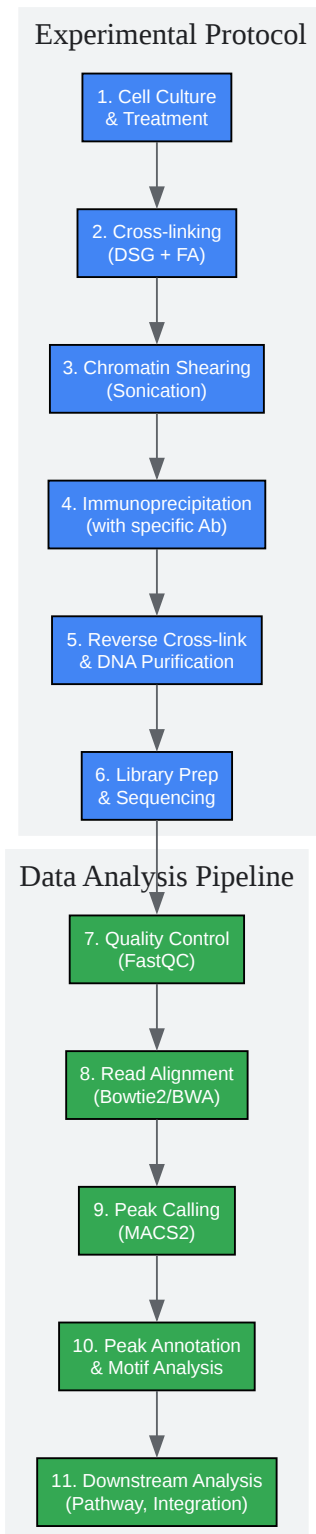 Experimental Protocol
1. Cell Culture
& Treatment
2. Cross-linking
(DSG + FA)
3. Chromatin Shearing
(Sonication)
4. Immunoprecipitation
(with specific Ab)
5. Reverse Cross-link
& DNA Purification
6. Library Prep
& Sequencing
Data Analysis Pipeline
7. Quality Control
(FastQC)
8. Read Alignment
(Bowtie2/BWA)
9. Peak Calling
(MACS2)
10. Peak Annotation
& Motif Analysis
11. Downstream Analysis
(Pathway, Integration)